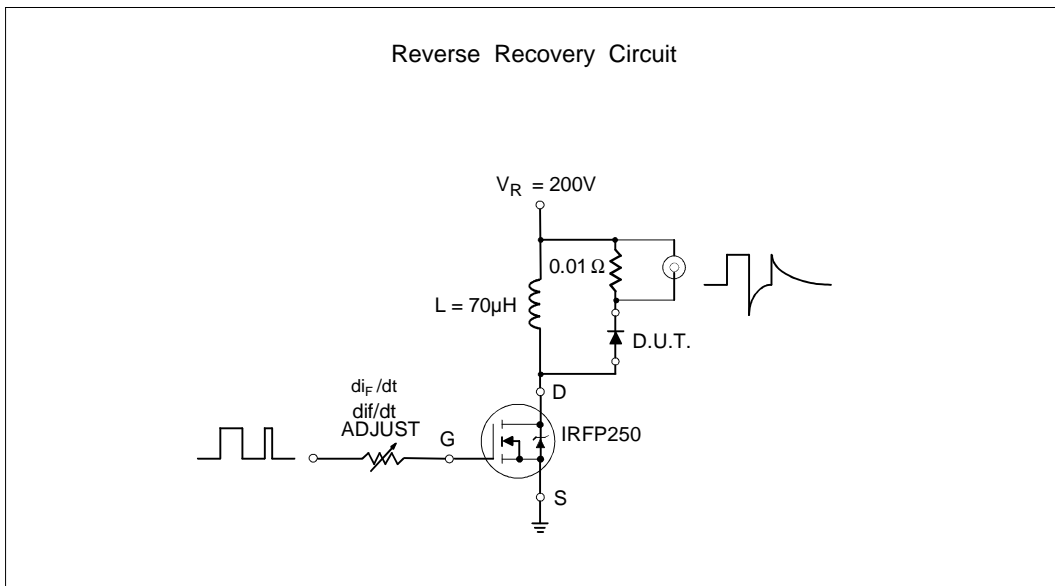 Reverse Recovery Circuit
V_R = 200V
0.01 Ω
L = 70µH
D.U.T.
di_F/dt
dif/dt
ADJUST
D
G
IRFP250
S